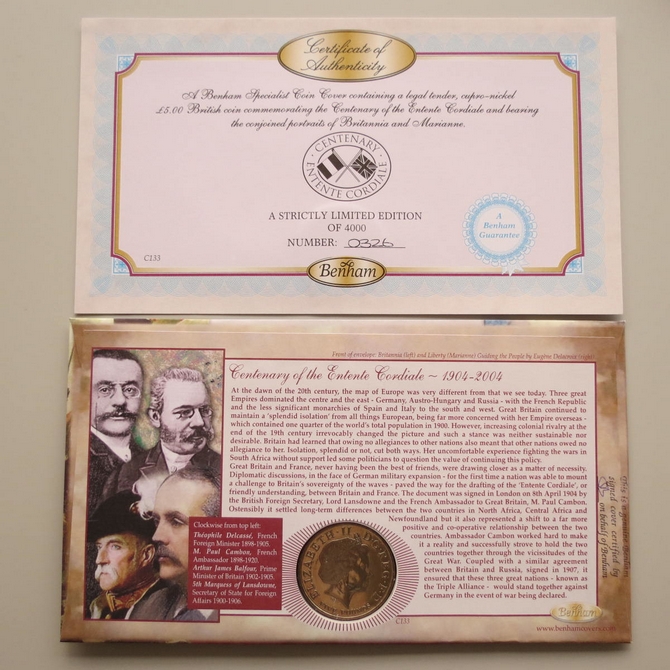 Certificate of
Authenticity
A Benham Specialist Coin Cover containing a legal tender, cupro-nickel
£5.00 British coin commemorating the Centenary of the Entente Cordiale and bearing
the conjoined portraits of Britannia and Marianne.
· CENTENARY ·
ENTENTE CORDIALE
A STRICTLY LIMITED EDITION
OF 4000
NUMBER: 0326
A
Benham
Guarantee
C133
Benham
Front of envelope: Britannia (left) and Liberty (Marianne) Guiding the People by Eugène Delacroix (right)
Centenary of the Entente Cordiale ~ 1904-2004
At the dawn of the 20th century, the map of Europe was very different from that we see today. Three great
Empires dominated the centre and the east - Germany, Austro-Hungary and Russia - with the French Republic
and the less significant monarchies of Spain and Italy to the south and west. Great Britain continued to
maintain a 'splendid isolation' from all things European, being far more concerned with her Empire overseas -
which contained one quarter of the world's total population in 1900. However, increasing colonial rivalry at the
end of the 19th century irrevocably changed the picture and such a stance was neither sustainable nor
desirable. Britain had learned that owing no allegiances to other nations also meant that other nations owed no
allegiance to her. Isolation, splendid or not, cut both ways. Her uncomfortable experience fighting the wars in
South Africa without support led some politicians to question the value of continuing this policy.
Great Britain and France, never having been the best of friends, were drawing closer as a matter of necessity.
Diplomatic discussions, in the face of German military expansion - for the first time a nation was able to mount
a challenge to Britain's sovereignty of the waves - paved the way for the drafting of the 'Entente Cordiale', or
friendly understanding, between Britain and France. The document was signed in London on 8th April 1904 by
the British Foreign Secretary, Lord Lansdowne and the French Ambassador to Great Britain, M. Paul Cambon.
Ostensibly it settled long-term differences between the two countries in North Africa, Central Africa and
Newfoundland but it also represented a shift to a far more
positive and co-operative relationship between the two
countries. Ambassador Cambon worked hard to make
it a reality and successfully strove to hold the two
countries together through the vicissitudes of the
Great War. Coupled with a similar agreement
between Britain and Russia, signed in 1907, it
ensured that these three great nations - known as
the Triple Alliance - would stand together against
Germany in the event of war being declared.
Clockwise from top left:
Théophile Delcassé, French
Foreign Minister 1898-1905.
M. Paul Cambon, French
Ambassador 1898-1920.
Arthur James Balfour, Prime
Minister of Britain 1902-1905.
5th Marquess of Lansdowne,
Secretary of State for Foreign
Affairs 1900-1906.
ELIZABETH II
C133
signed cover certified by
on behalf of Benham
Benham
www.benhamcovers.com